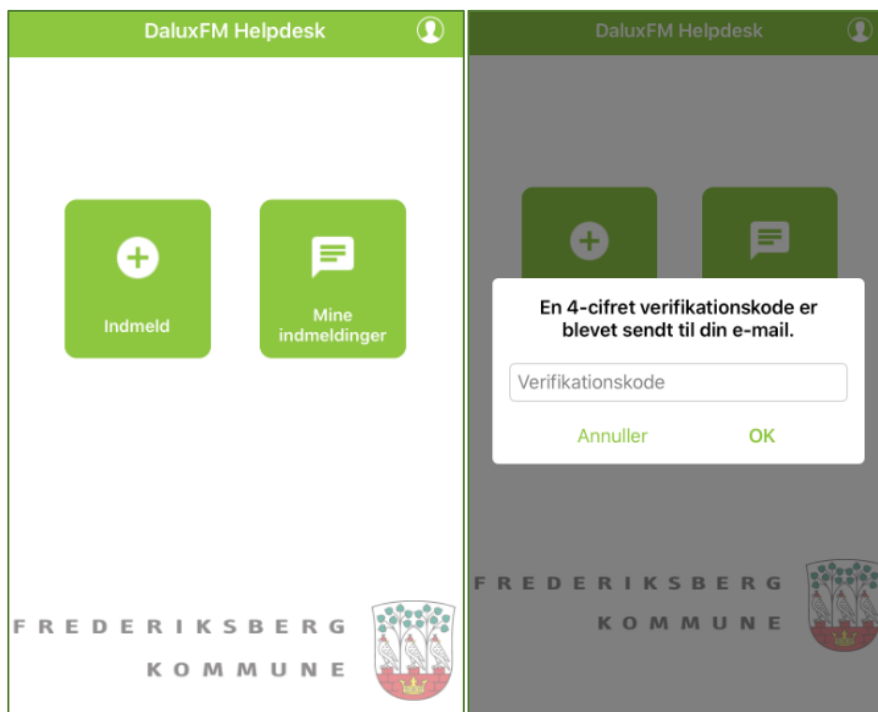 DaluxFM Helpdesk
Indmeld
Mine
indmeldinger
FREDERIKSBERG
KOMMUNE
DaluxFM Helpdesk
En 4-cifret verifikationskode er
blevet sendt til din e-mail.
Verifikationskode
Annuller OK
FREDERIKSBERG
KOMMUNE